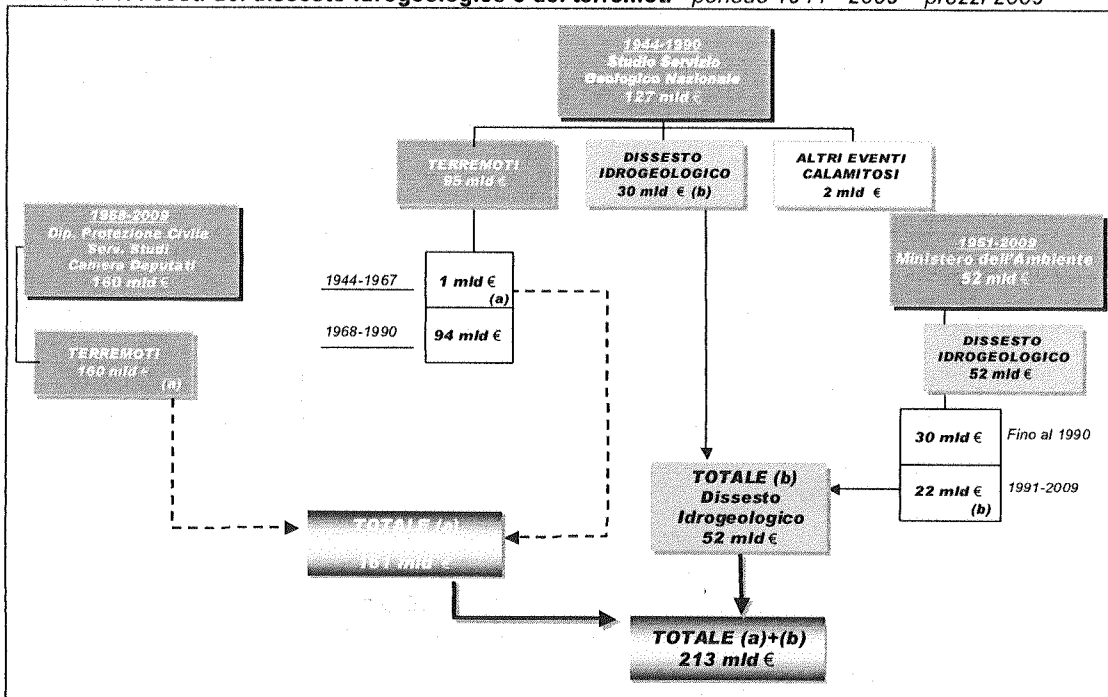 costi del dissesto idrogeologico e dei terremoti - periodo 1944 - 2009 - prezzi 2009
1944-1990
Studio Servizio
Geologico Nazionale
127 mld €
TERREMOTI
95 mld €
DISSESTO
IDROGEOLOGICO
30 mld € (b)
ALTRI EVENTI
CALAMITOSI
2 mld €
1968-2009
Dip. Protezione Civile
Serv. Studi
Camera Deputati
160 mld €
1951-2009
Ministero dell'Ambiente
52 mld €
1944-1967
1 mld €
(a)
1968-1990
94 mld €
TERREMOTI
160 mld €
(a)
DISSESTO
IDROGEOLOGICO
52 mld €
30 mld €
Fino al 1990
22 mld €
(b)
1991-2009
TOTALE (b)
Dissesto
Idrogeologico
52 mld €
TOTALE (a)
161 mld €
TOTALE (a)+(b)
213 mld €